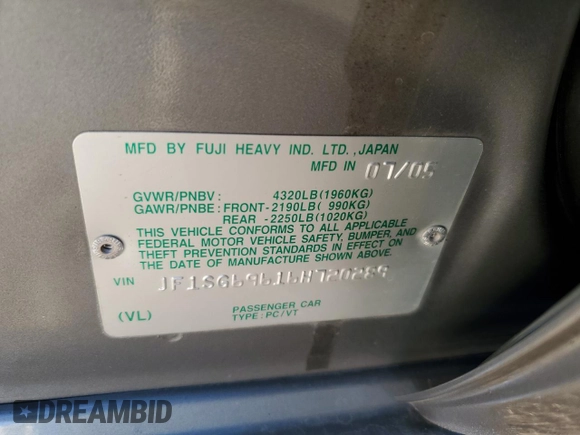 MFD BY FUJI HEAVY IND. LTD. ,JAPAN
MFD IN 07/05
GVWR/PNBV : 4320LB(1960KG)
GAWR/PNBE: FRONT-2190LB( 990KG)
REAR -2250LB(1020KG)
THIS VEHICLE CONFORMS TO ALL APPLICABLE
FEDERAL MOTOR VEHICLE SAFETY, BUMPER, AND
THEFT PREVENTION STANDARDS IN EFFECT ON
THE DATE OF MANUFACTURE SHOWN ABOVE.
VIN
(VL)
PASSENGER CAR
TYPE:PC/VT
DREAMBID